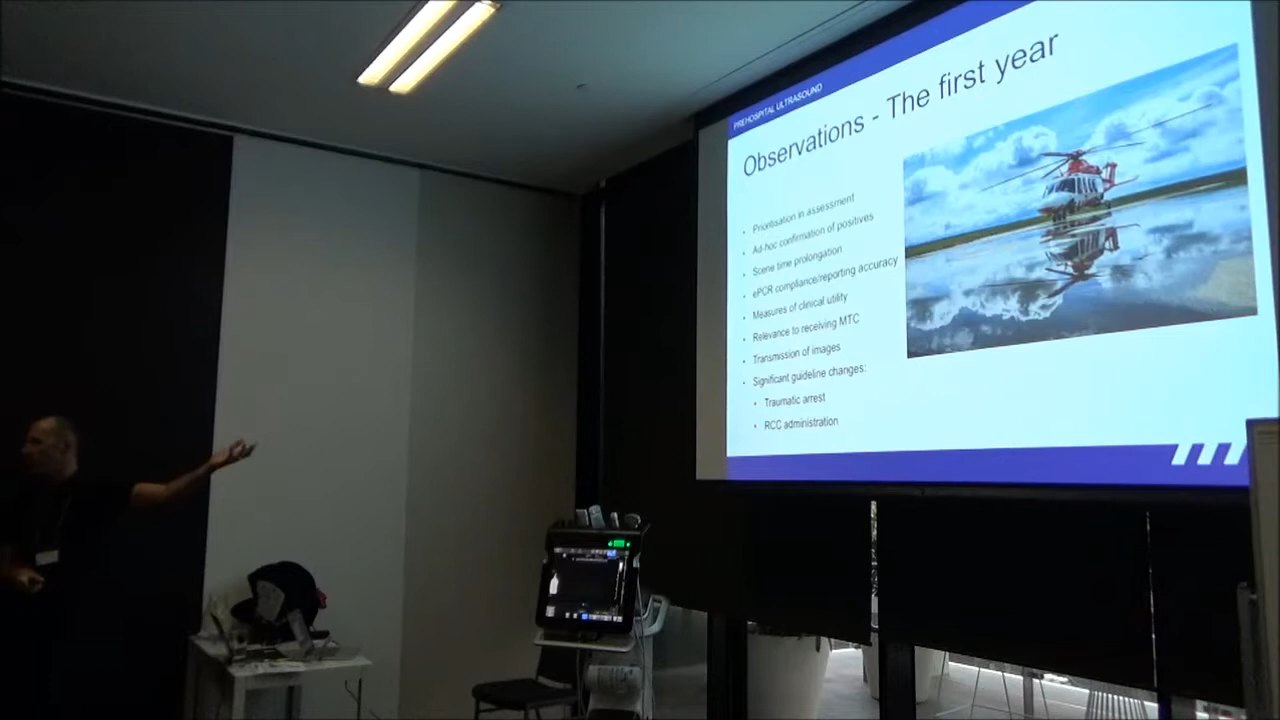 PREHOSPITAL ULTRASOUND
Observations - The first year
• Prioritisation in assessment
• Ad-hoc confirmation of positives
• Scene time prolongation
• ePCR compliance/reporting accuracy
• Measures of clinical utility
• Relevance to receiving MTC
• Transmission of images
• Significant guideline changes:
• Traumatic arrest
• RCC administration